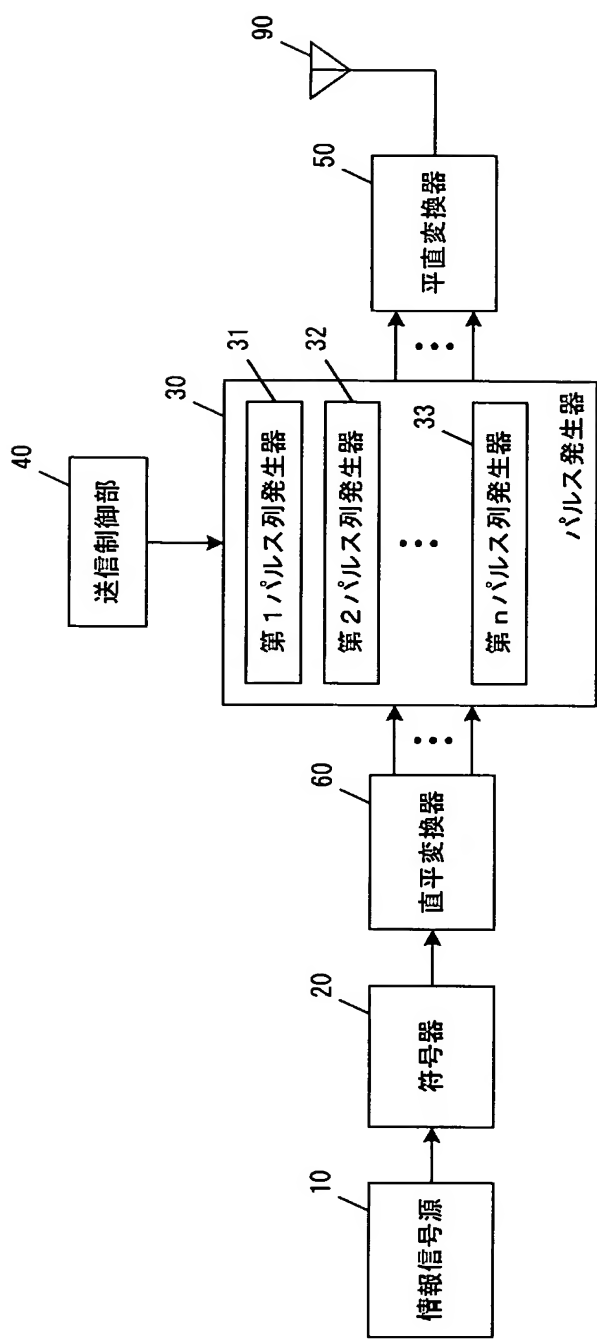 10
情報信号源
20
符号器
60
直平変換器
40
送信制御部
30
31
第1パルス列発生器
32
第2パルス列発生器
33
第nパルス列発生器
パルス発生器
50
平直変換器
90